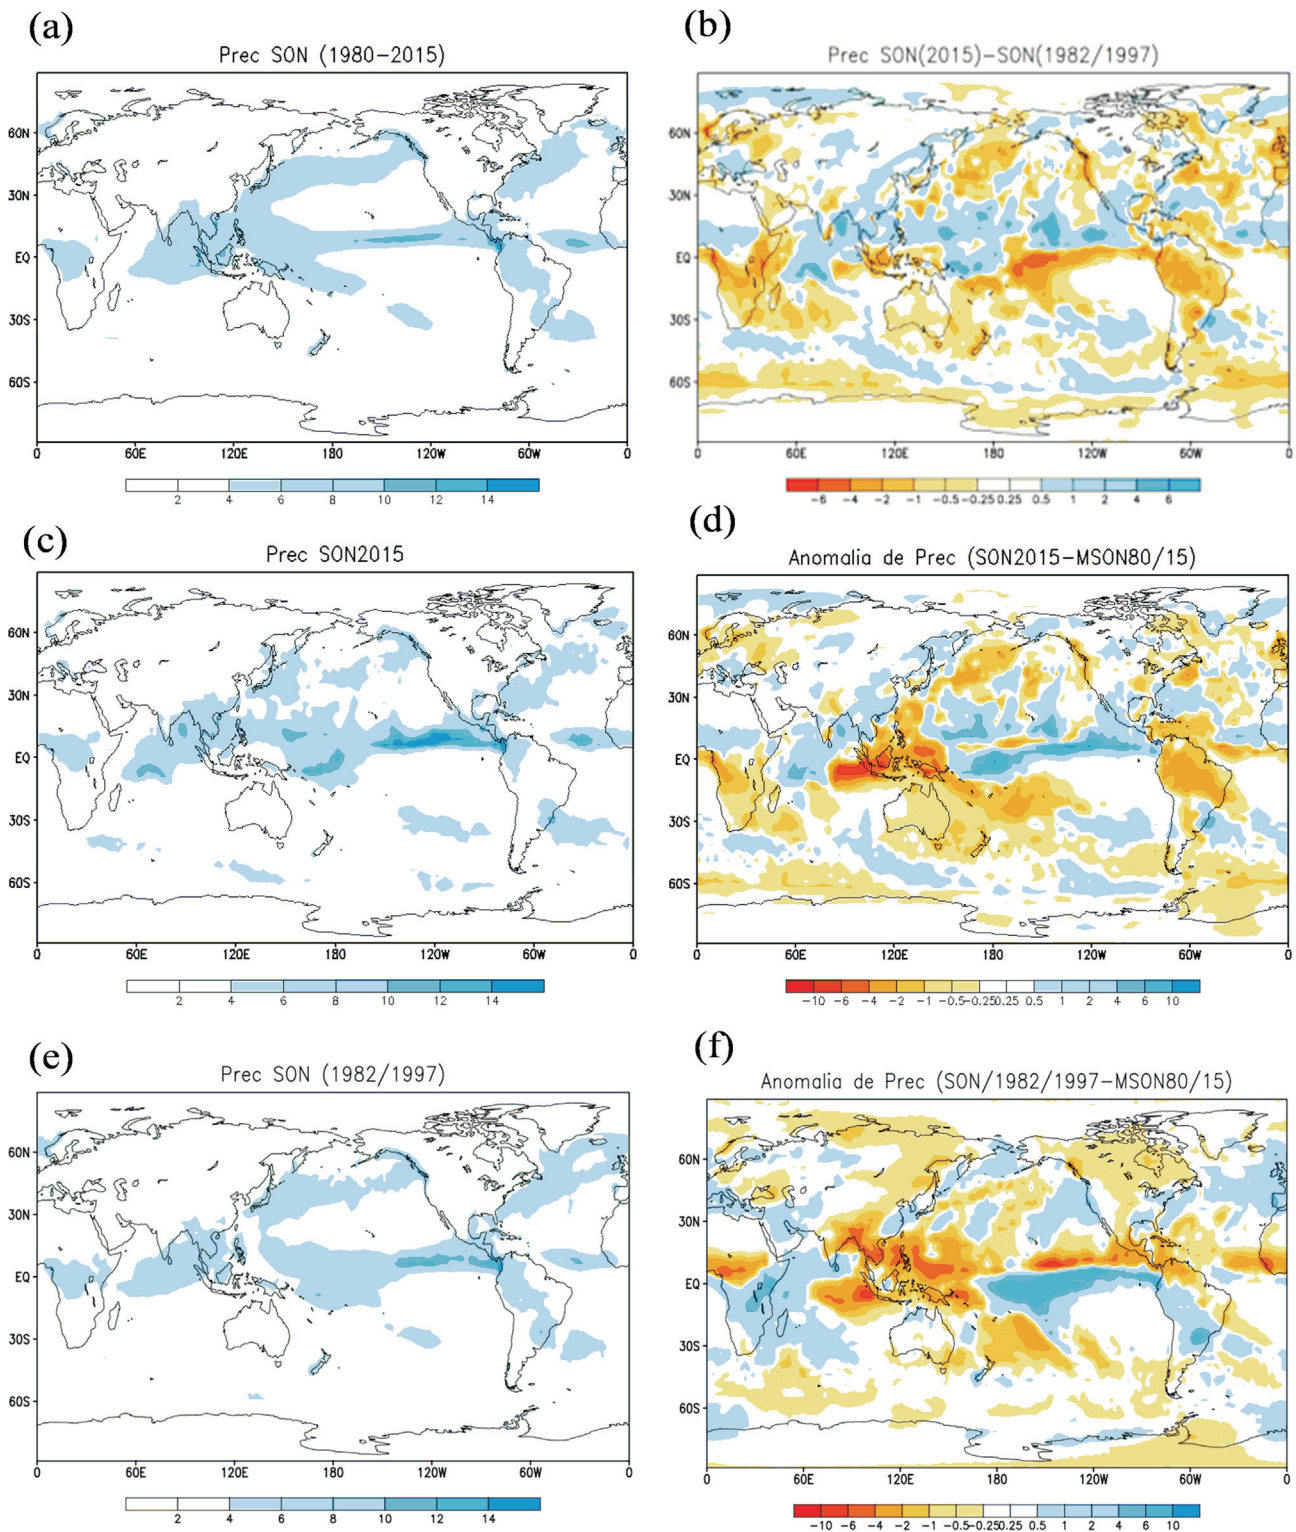 (a)
Prec SON (1980-2015)
60N
30N
EQ
30S
60S
0 60E 120E 180 120W 60W 0
2 4 6 8 10 12 14
(b)
Prec SON(2015)-SON(1982/1997)
60N
30N
EQ
30S
60S
0 60E 120E 180 120W 60W 0
-6 -4 -2 -1 -0.5 -0.25 0.25 0.5 1 2 4 6
(c)
Prec SON2015
60N
30N
EQ
30S
60S
0 60E 120E 180 120W 60W 0
2 4 6 8 10 12 14
(d)
Anomalia de Prec (SON2015-MSON80/15)
60N
30N
EQ
30S
60S
0 60E 120E 180 120W 60W 0
-10 -6 -4 -2 -1 -0.5 -0.25 0.25 0.5 1 2 4 6 10
(e)
Prec SON (1982/1997)
60N
30N
EQ
30S
60S
0 60E 120E 180 120W 60W 0
2 4 6 8 10 12 14
(f)
Anomalia de Prec (SON/1982/1997-MSON80/15)
60N
30N
EQ
30S
60S
0 60E 120E 180 120W 60W 0
-10 -6 -4 -2 -1 -0.5 -0.25 0.25 0.5 1 2 4 6 10